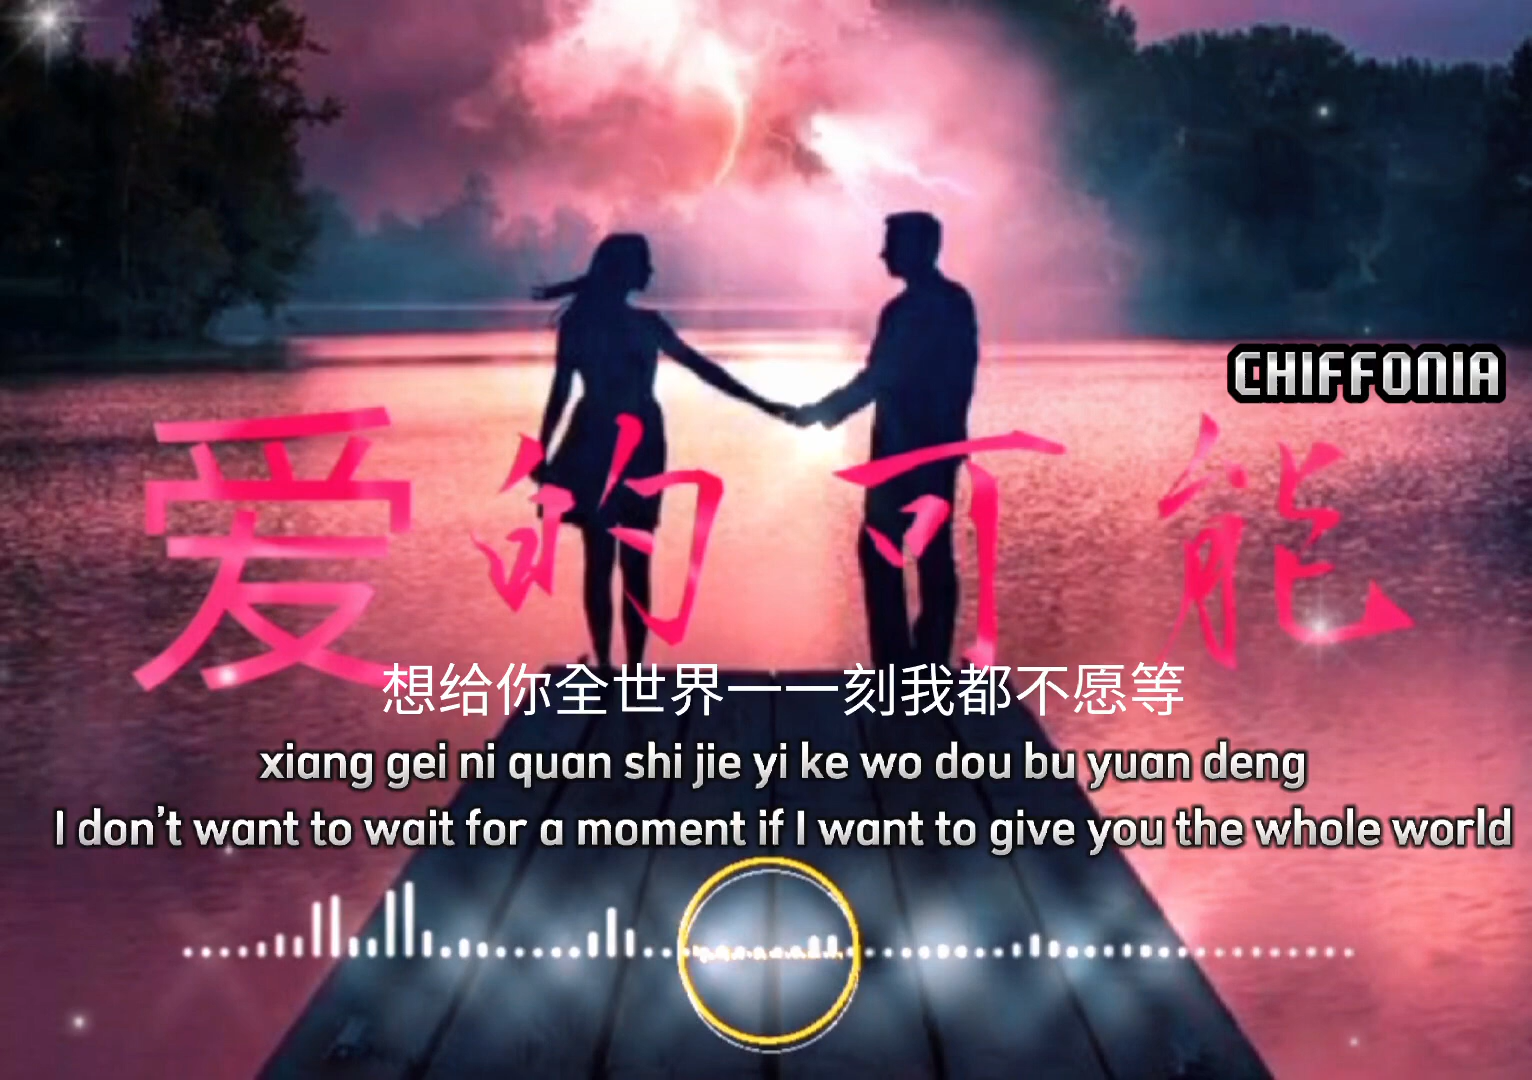 CHIFFONIA
爱的可能
想给你全世界一一刻我都不愿等
xiang gei ni quan shi jie yi ke wo dou bu yuan deng
I don't want to wait for a moment if I want to give you the whole world